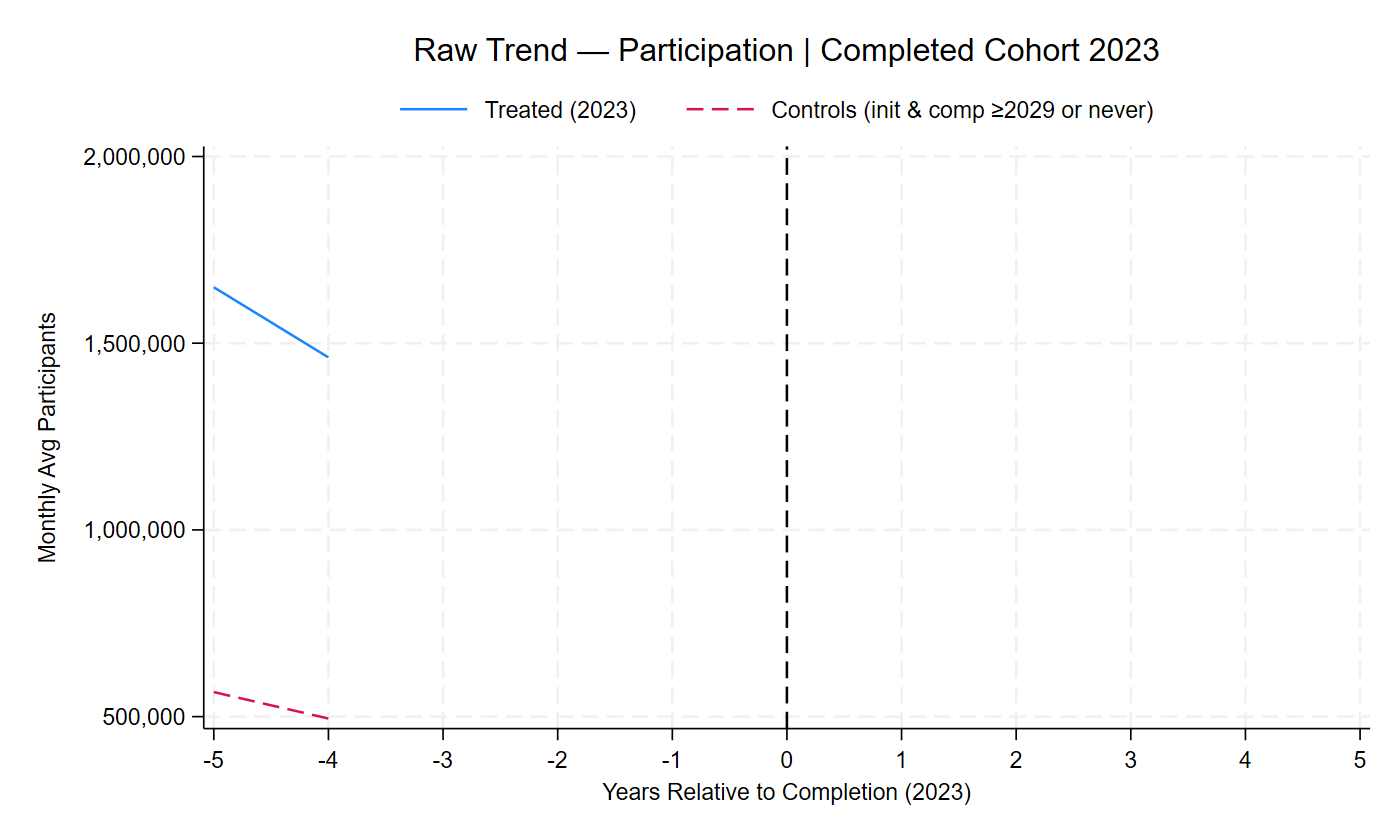 Raw Trend — Participation | Completed Cohort 2023
Treated (2023)
Controls (init & comp ≥2029 or never)
2,000,000
1,500,000
1,000,000
500,000
Monthly Avg Participants
-5 -4 -3 -2 -1 0 1 2 3 4 5
Years Relative to Completion (2023)